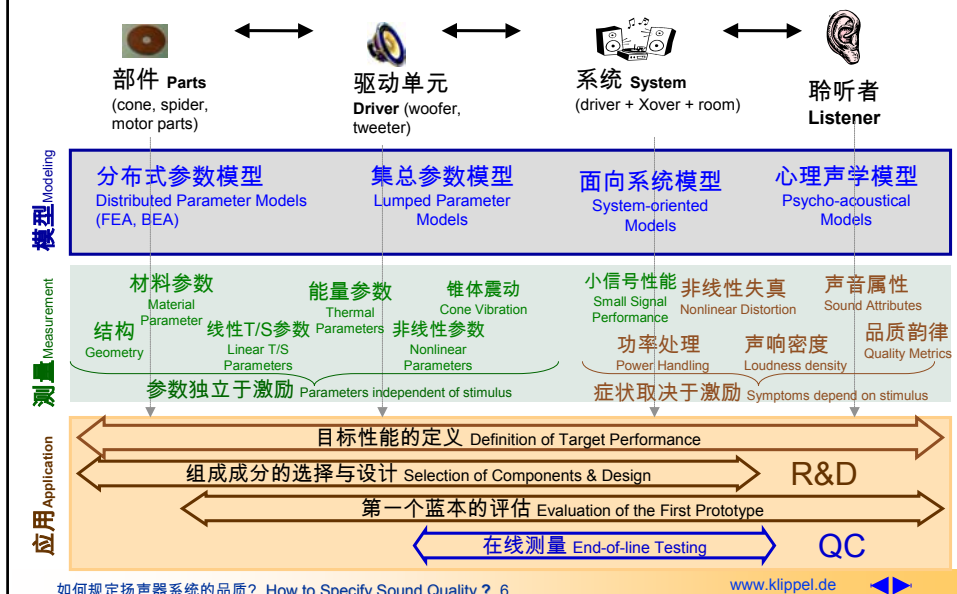 部件 Parts
(cone, spider,
motor parts)
驱动单元
Driver (woofer,
tweeter)
系统 System
(driver + Xover + room)
聆听者
Listener
模型 Modeling
分布式参数模型
Distributed Parameter Models
(FEA, BEA)
集总参数模型
Lumped Parameter
Models
面向系统模型
System-oriented
Models
心理声学模型
Psycho-acoustical
Models
测量 Measurement
材料参数
Material
Parameter
能量参数
Thermal
Parameters
锥体震动
Cone Vibration
小信号性能
Small Signal
Performance
非线性失真
Nonlinear Distortion
声音属性
Sound Attributes
结构
Geometry
线性T/S参数
Linear T/S
Parameters
非线性参数
Nonlinear
Parameters
功率处理
Power Handling
声响密度
Loudness density
品质韵律
Quality Metrics
参数独立于激励 Parameters independent of stimulus
症状取决于激励 Symptoms depend on stimulus
应用 Application
目标性能的定义 Definition of Target Performance
组成成分的选择与设计 Selection of Components & Design
R&D
第一个蓝本的评估 Evaluation of the First Prototype
在线测量 End-of-line Testing
QC
如何规定扬声器系统的品质? How to Specify Sound Quality ? 6
www.klippel.de